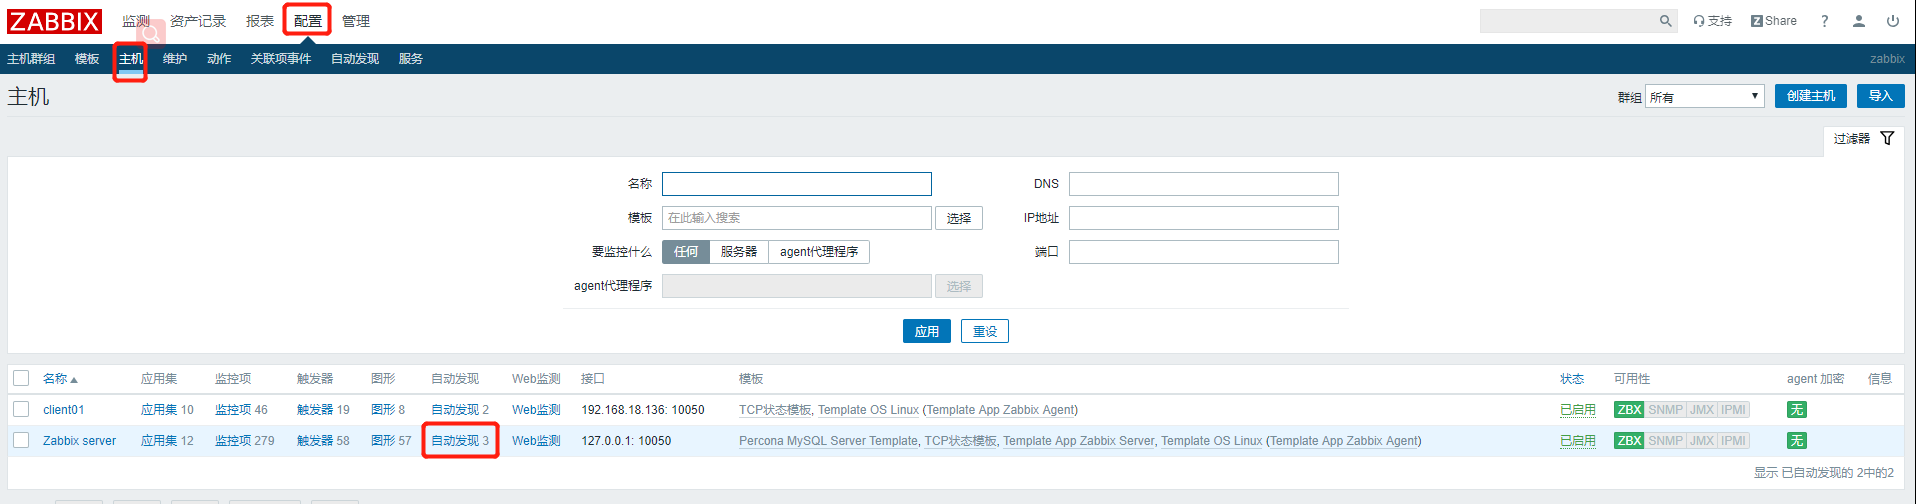 ZABBIX 监测 资产记录 报表 配置 管理 支持 Share ?
主机群组 模板 主机 维护 动作 关联项事件 自动发现 服务 zabbix
主机 群组 所有 创建主机 导入
过滤器
名称 DNS
模板 在此输入搜索 选择 IP地址
要监控什么 任何 服务器 agent代理程序 端口
agent代理程序 选择
应用 重设
名称 应用集 监控项 触发器 图形 自动发现 Web监测 接口 模板 状态 可用性 agent 加密 信息
client01 应用集 10 监控项 46 触发器 19 图形 8 自动发现 2 Web监测 192.168.18.136: 10050 TCP状态模板, Template OS Linux (Template App Zabbix Agent) 已启用 ZBX SNMP JMX IPMI 无
Zabbix server 应用集 12 监控项 279 触发器 58 图形 57 自动发现 3 Web监测 127.0.0.1: 10050 Percona MySQL Server Template, TCP状态模板, Template App Zabbix Server, Template OS Linux (Template App Zabbix Agent) 已启用 ZBX SNMP JMX IPMI 无
显示 已自动发现的 2中的2